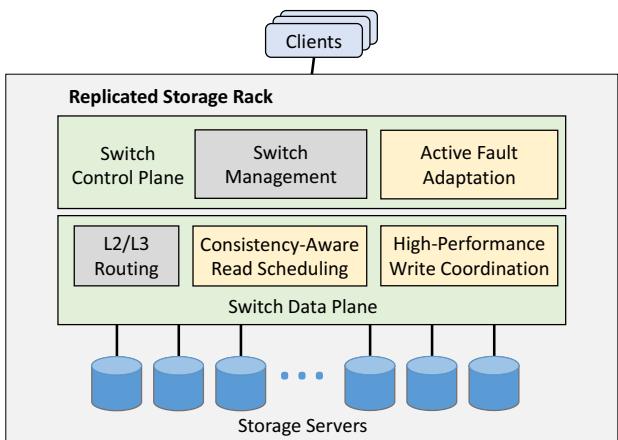 Clients
Replicated Storage Rack
Switch
Control Plane
Switch
Management
Active Fault
Adaptation
L2/L3
Routing
Consistency-Aware
Read Scheduling
High-Performance
Write Coordination
Switch Data Plane
Storage Servers